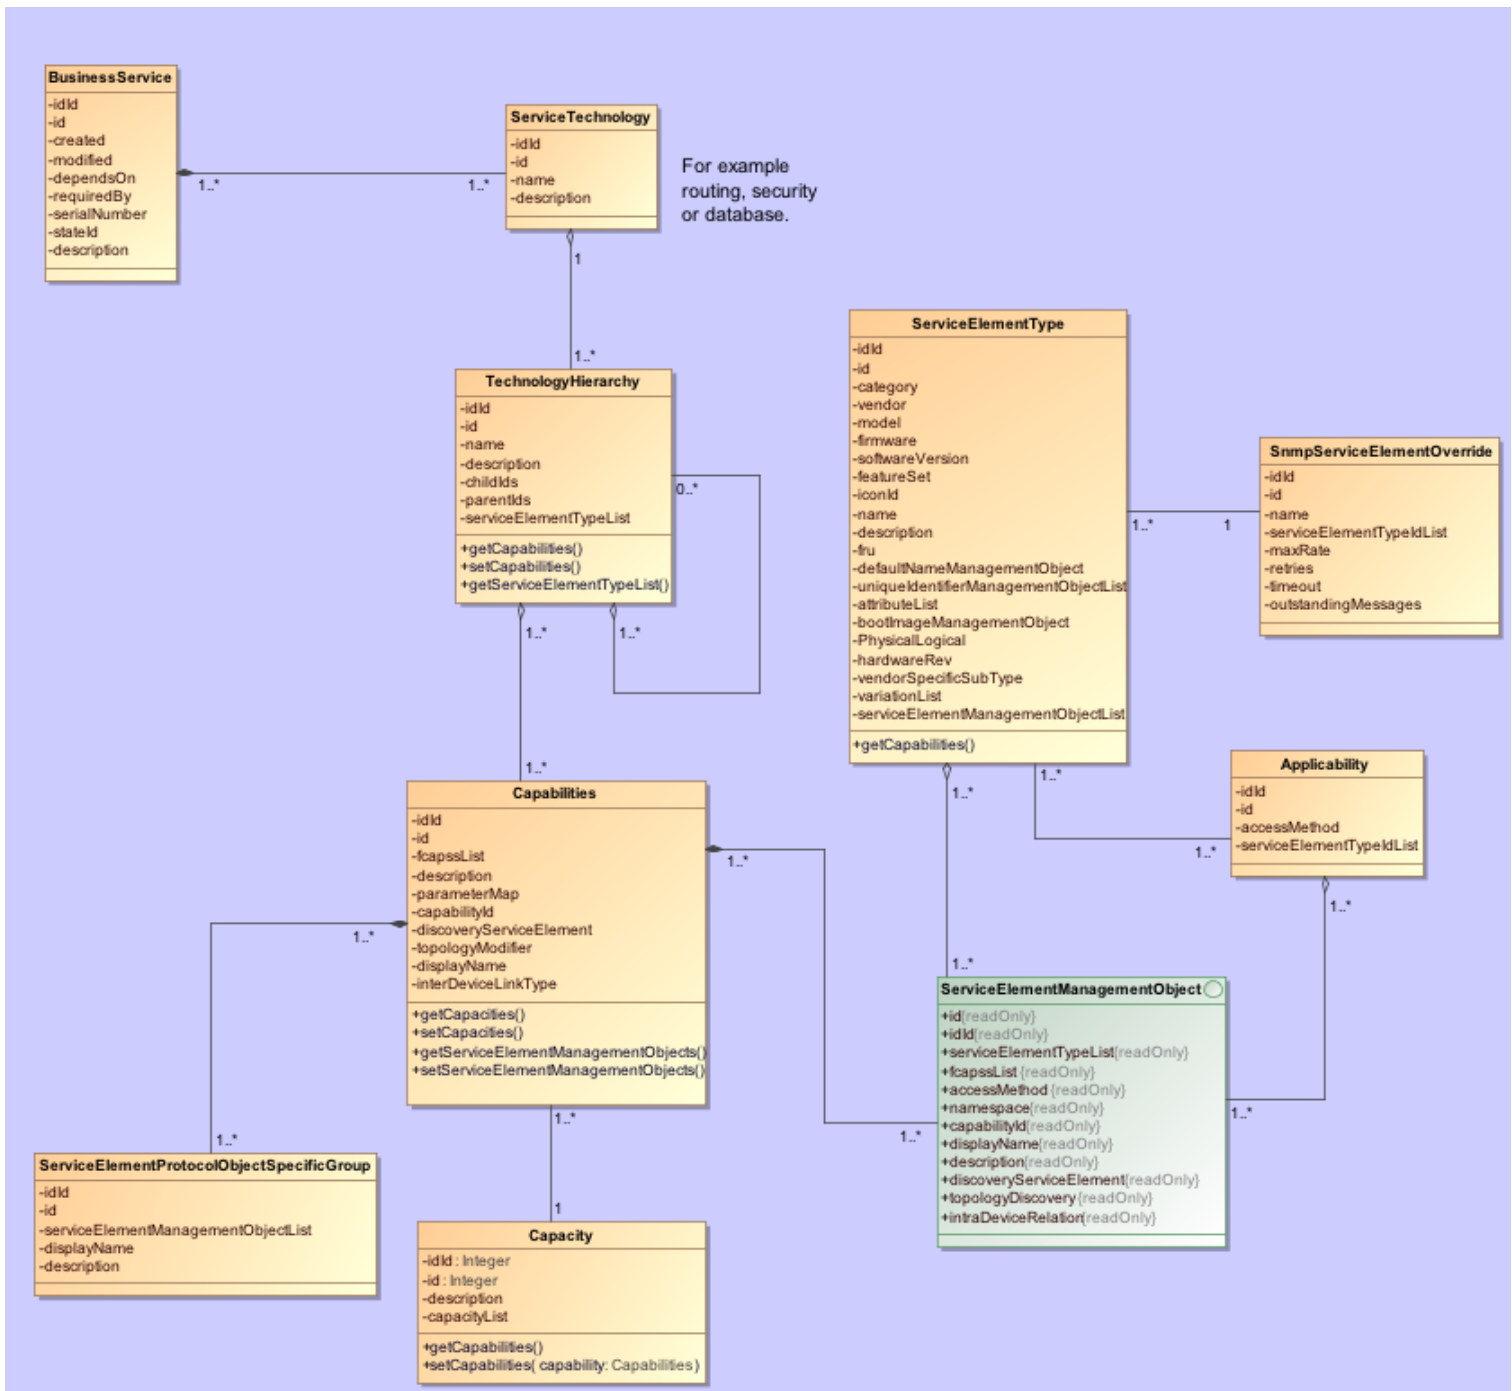 BusinessService
-idId
-id
-created
-modified
-dependsOn
-requiredBy
-serialNumber
-stateId
-description
1..*
1..*
ServiceTechnology
-idId
-id
-name
-description
For example
routing, security
or database.
1
1..*
TechnologyHierarchy
-idId
-id
-name
-description
-childIds
-parentIds
-serviceElementTypeList
+getCapabilities()
+setCapabilities()
+getServiceElementTypeList()
0..*
1..*
1..*
1..*
ServiceElementType
-idId
-id
-category
-vendor
-model
-firmware
-softwareVersion
-featureSet
-iconId
-name
-description
-fru
-defaultNameManagementObject
-uniqueIdentifierManagementObjectList
-attributeList
-bootImageManagementObject
-PhysicalLogical
-hardwareRev
-vendorSpecificSubType
-variationList
-serviceElementManagementObjectList
+getCapabilities()
1..*
1
SnmpServiceElementOverride
-idId
-id
-name
-serviceElementTypeIdList
-maxRate
-retries
-timeout
-outstandingMessages
1..*
1..*
1..*
Applicability
-idId
-id
-accessMethod
-serviceElementTypeIdList
1..*
Capabilities
-idId
-id
-fcapssList
-description
-parameterMap
-capabilityId
-discoveryServiceElement
-topologyModifier
-displayName
-interDeviceLinkType
+getCapacities()
+setCapacities()
+getServiceElementManagementObjects()
+setServiceElementManagementObjects()
1..*
1..*
1..*
1..*
1..*
1..*
ServiceElementManagementObject
+id{readOnly}
+idId{readOnly}
+serviceElementTypeList{readOnly}
+fcapssList{readOnly}
+accessMethod{readOnly}
+namespace{readOnly}
+capabilityId{readOnly}
+displayName{readOnly}
+description{readOnly}
+discoveryServiceElement{readOnly}
+topologyDiscovery{readOnly}
+intraDeviceRelation{readOnly}
1..*
ServiceElementProtocolObjectSpecificGroup
-idId
-id
-serviceElementManagementObjectList
-displayName
-description
1
Capacity
-idId : Integer
-id : Integer
-description
-capacityList
+getCapabilities()
+setCapabilities( capability: Capabilities )